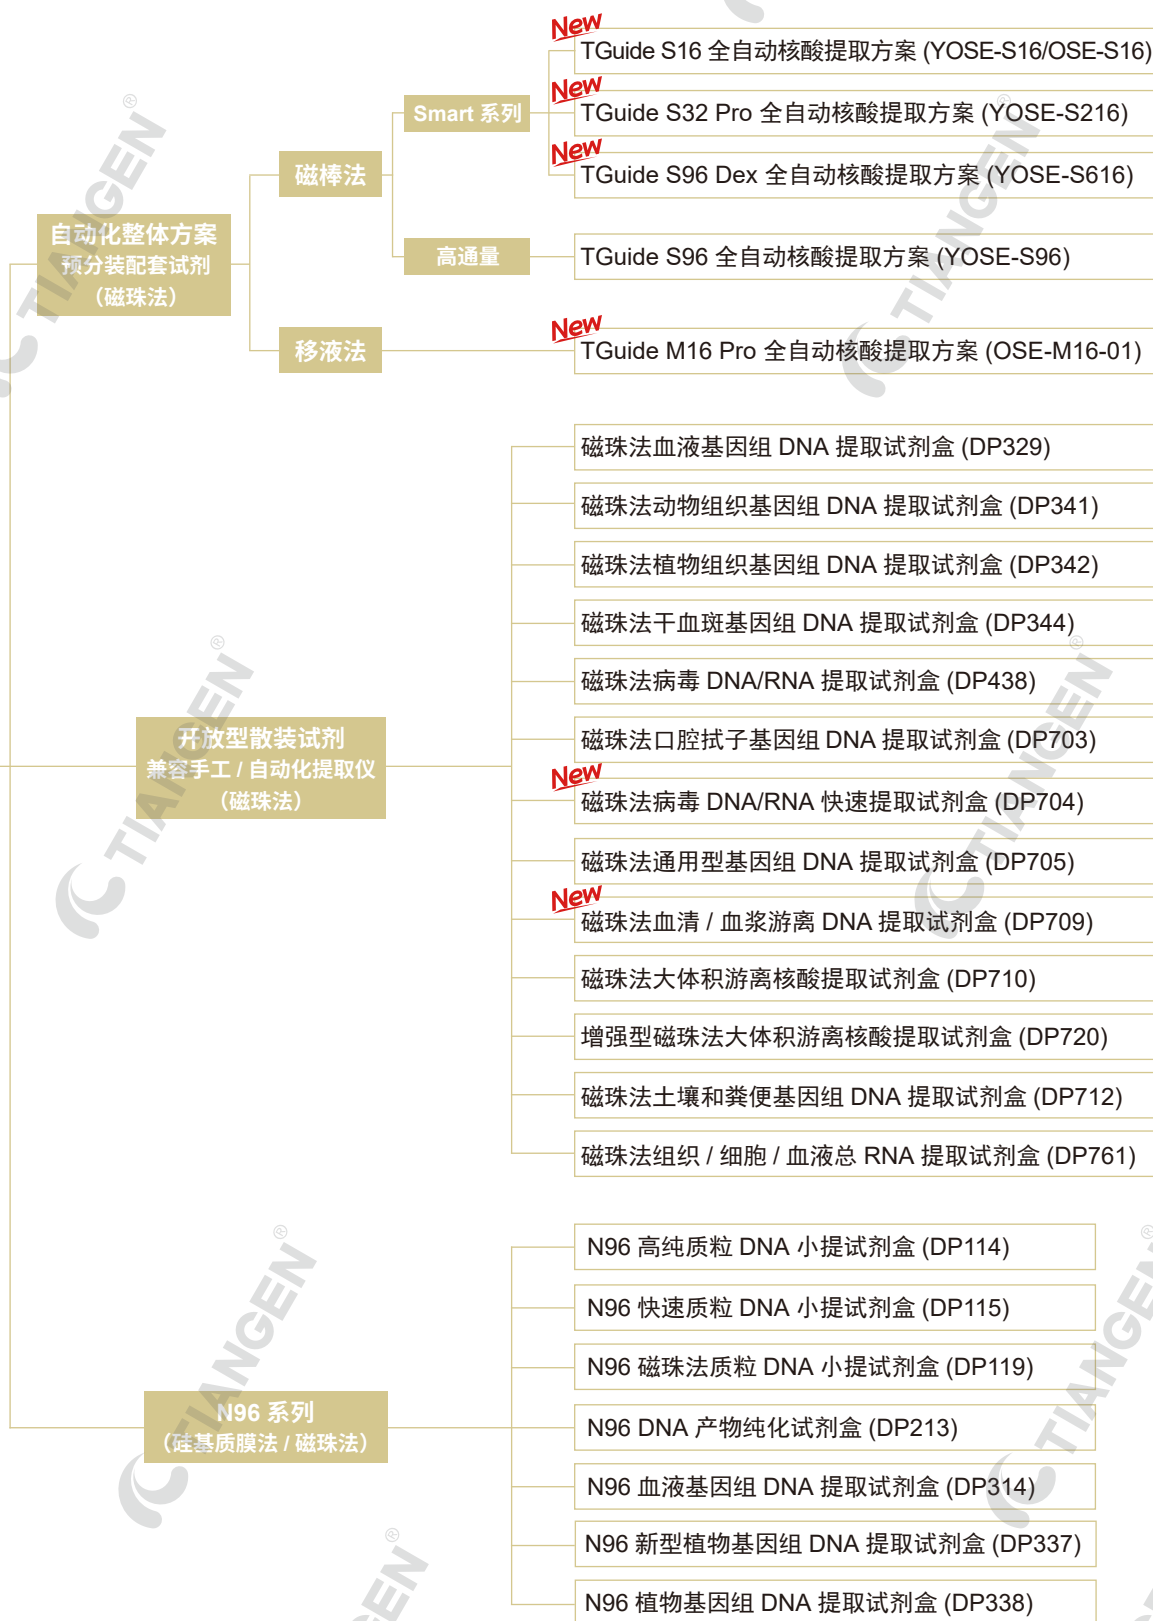 New
TGuide S16 全自动核酸提取方案 (YOSE-S16/OSE-S16)
New
Smart 系列
TGuide S32 Pro 全自动核酸提取方案 (YOSE-S216)
New
磁棒法
TGuide S96 Dex 全自动核酸提取方案 (YOSE-S616)
自动化整体方案
预分装配套试剂
（磁珠法）
高通量
TGuide S96 全自动核酸提取方案 (YOSE-S96)
New
移液法
TGuide M16 Pro 全自动核酸提取方案 (OSE-M16-01)
磁珠法血液基因组 DNA 提取试剂盒 (DP329)
磁珠法动物组织基因组 DNA 提取试剂盒 (DP341)
磁珠法植物组织基因组 DNA 提取试剂盒 (DP342)
磁珠法干血斑基因组 DNA 提取试剂盒 (DP344)
磁珠法病毒 DNA/RNA 提取试剂盒 (DP438)
开放型散装试剂
兼容手工 / 自动化提取仪
（磁珠法）
磁珠法口腔拭子基因组 DNA 提取试剂盒 (DP703)
New
磁珠法病毒 DNA/RNA 快速提取试剂盒 (DP704)
磁珠法通用型基因组 DNA 提取试剂盒 (DP705)
New
磁珠法血清 / 血浆游离 DNA 提取试剂盒 (DP709)
磁珠法大体积游离核酸提取试剂盒 (DP710)
增强型磁珠法大体积游离核酸提取试剂盒 (DP720)
磁珠法土壤和粪便基因组 DNA 提取试剂盒 (DP712)
磁珠法组织 / 细胞 / 血液总 RNA 提取试剂盒 (DP761)
N96 高纯质粒 DNA 小提试剂盒 (DP114)
N96 快速质粒 DNA 小提试剂盒 (DP115)
N96 磁珠法质粒 DNA 小提试剂盒 (DP119)
N96 系列
（硅基质膜法 / 磁珠法）
N96 DNA 产物纯化试剂盒 (DP213)
N96 血液基因组 DNA 提取试剂盒 (DP314)
N96 新型植物基因组 DNA 提取试剂盒 (DP337)
N96 植物基因组 DNA 提取试剂盒 (DP338)
TIANGEN®
TIANGEN®
TIANGEN®
TIANGEN®
TIANGEN®